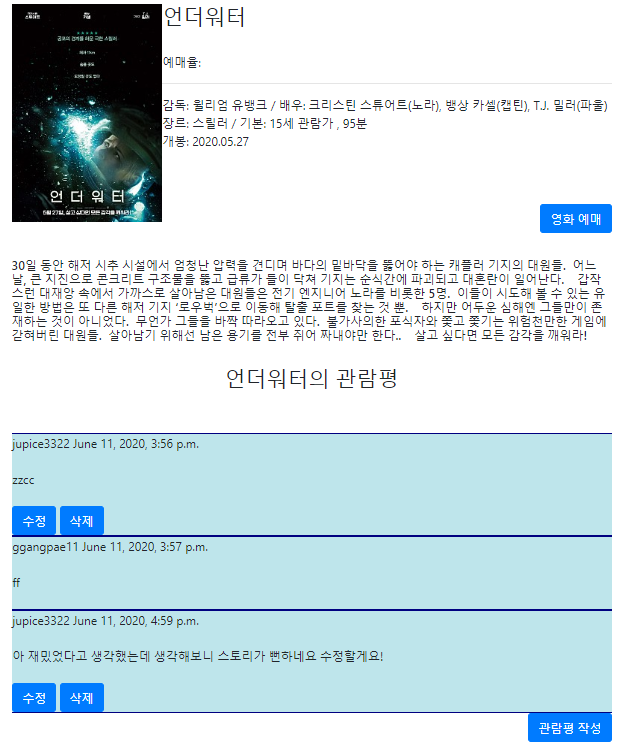 언더워터
예매율:
감독: 윌리엄 유뱅크 / 배우: 크리스틴 스튜어트(노라), 뱅상 카셀(캡틴), T.J. 밀러(파울)
장르: 스릴러 / 기본: 15세 관람가 , 95분
개봉: 2020.05.27
언더워터
영화 예매
30일 동안 해저 시추 시설에서 엄청난 압력을 견디며 바다의 밑바닥을 뚫어야 하는 캐플러 기지의 대원들. 어느
날, 큰 지진으로 콘크리트 구조물을 뚫고 급류가 들이 닥쳐 기지는 순식간에 파괴되고 대혼란이 일어난다. 갑작
스런 대재앙 속에서 가까스로 살아남은 대원들은 전기 엔지니어 노라를 비롯한 5명. 이들이 시도해 볼 수 있는 유
일한 방법은 또 다른 해저 기지 ‘로우벅’으로 이동해 탈출 포트를 찾는 것 뿐. 하지만 어두운 심해엔 그들만이 존
재하는 것이 아니었다. 무언가 그들을 바짝 따라오고 있다. 불가사의한 포식자와 쫓고 쫓기는 위험천만한 게임에
갇혀버린 대원들. 살아남기 위해선 남은 용기를 전부 쥐어 짜내야만 한다.. 살고 싶다면 모든 감각을 깨워라!
언더워터의 관람평
jupice3322 June 11, 2020, 3:56 p.m.
zzcc
수정 삭제
ggangpae11 June 11, 2020, 3:57 p.m.
ff
jupice3322 June 11, 2020, 4:59 p.m.
아 재밌었다고 생각했는데 생각해보니 스토리가 뻔하네요 수정할게요!
수정 삭제
관람평 작성